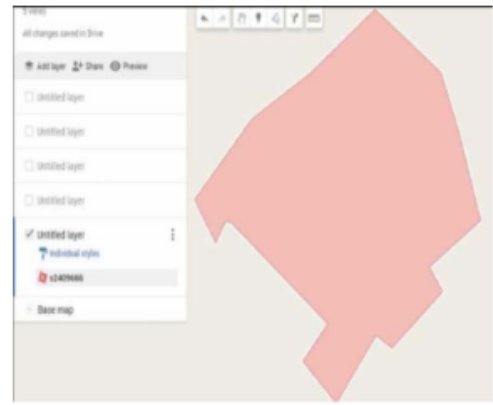 All changes saved in Drive
Add layer Share Preview
Untitled layer
Untitled layer
Untitled layer
Untitled layer
Untitled layer
Individual styles
s2409666
Base map